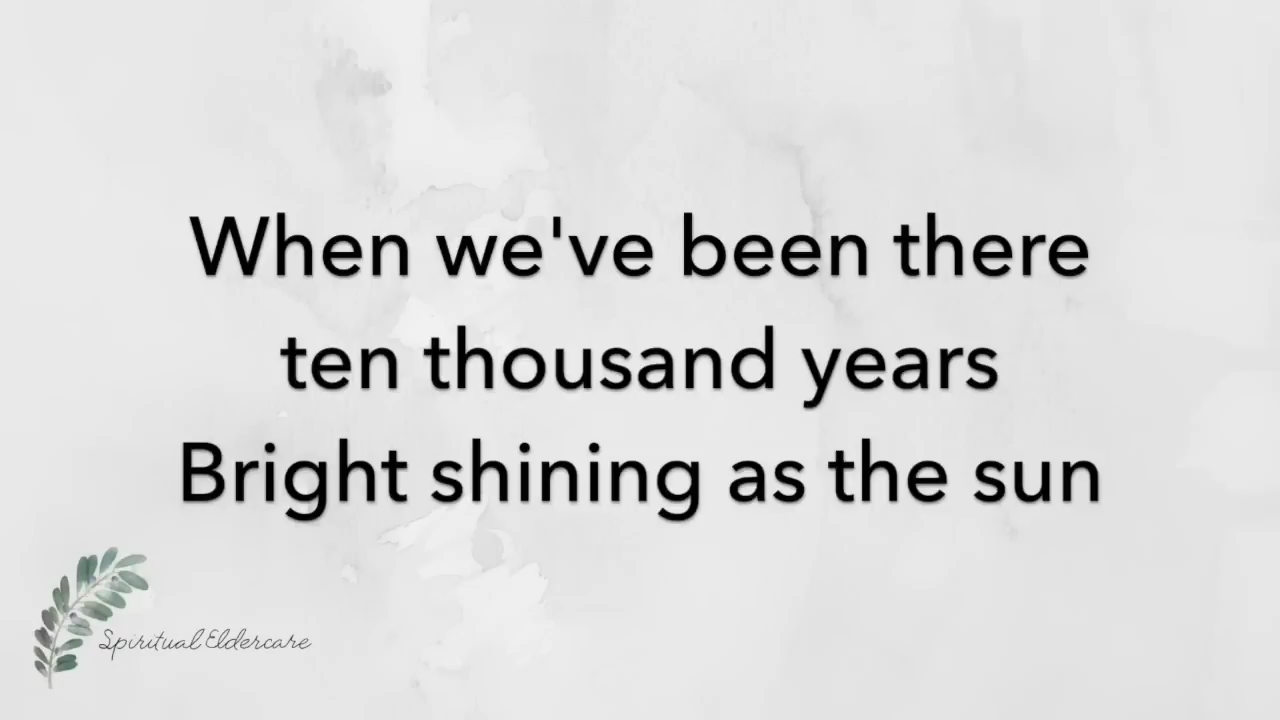 When we've been there
ten thousand years
Bright shining as the sun
Spiritual Eldercare